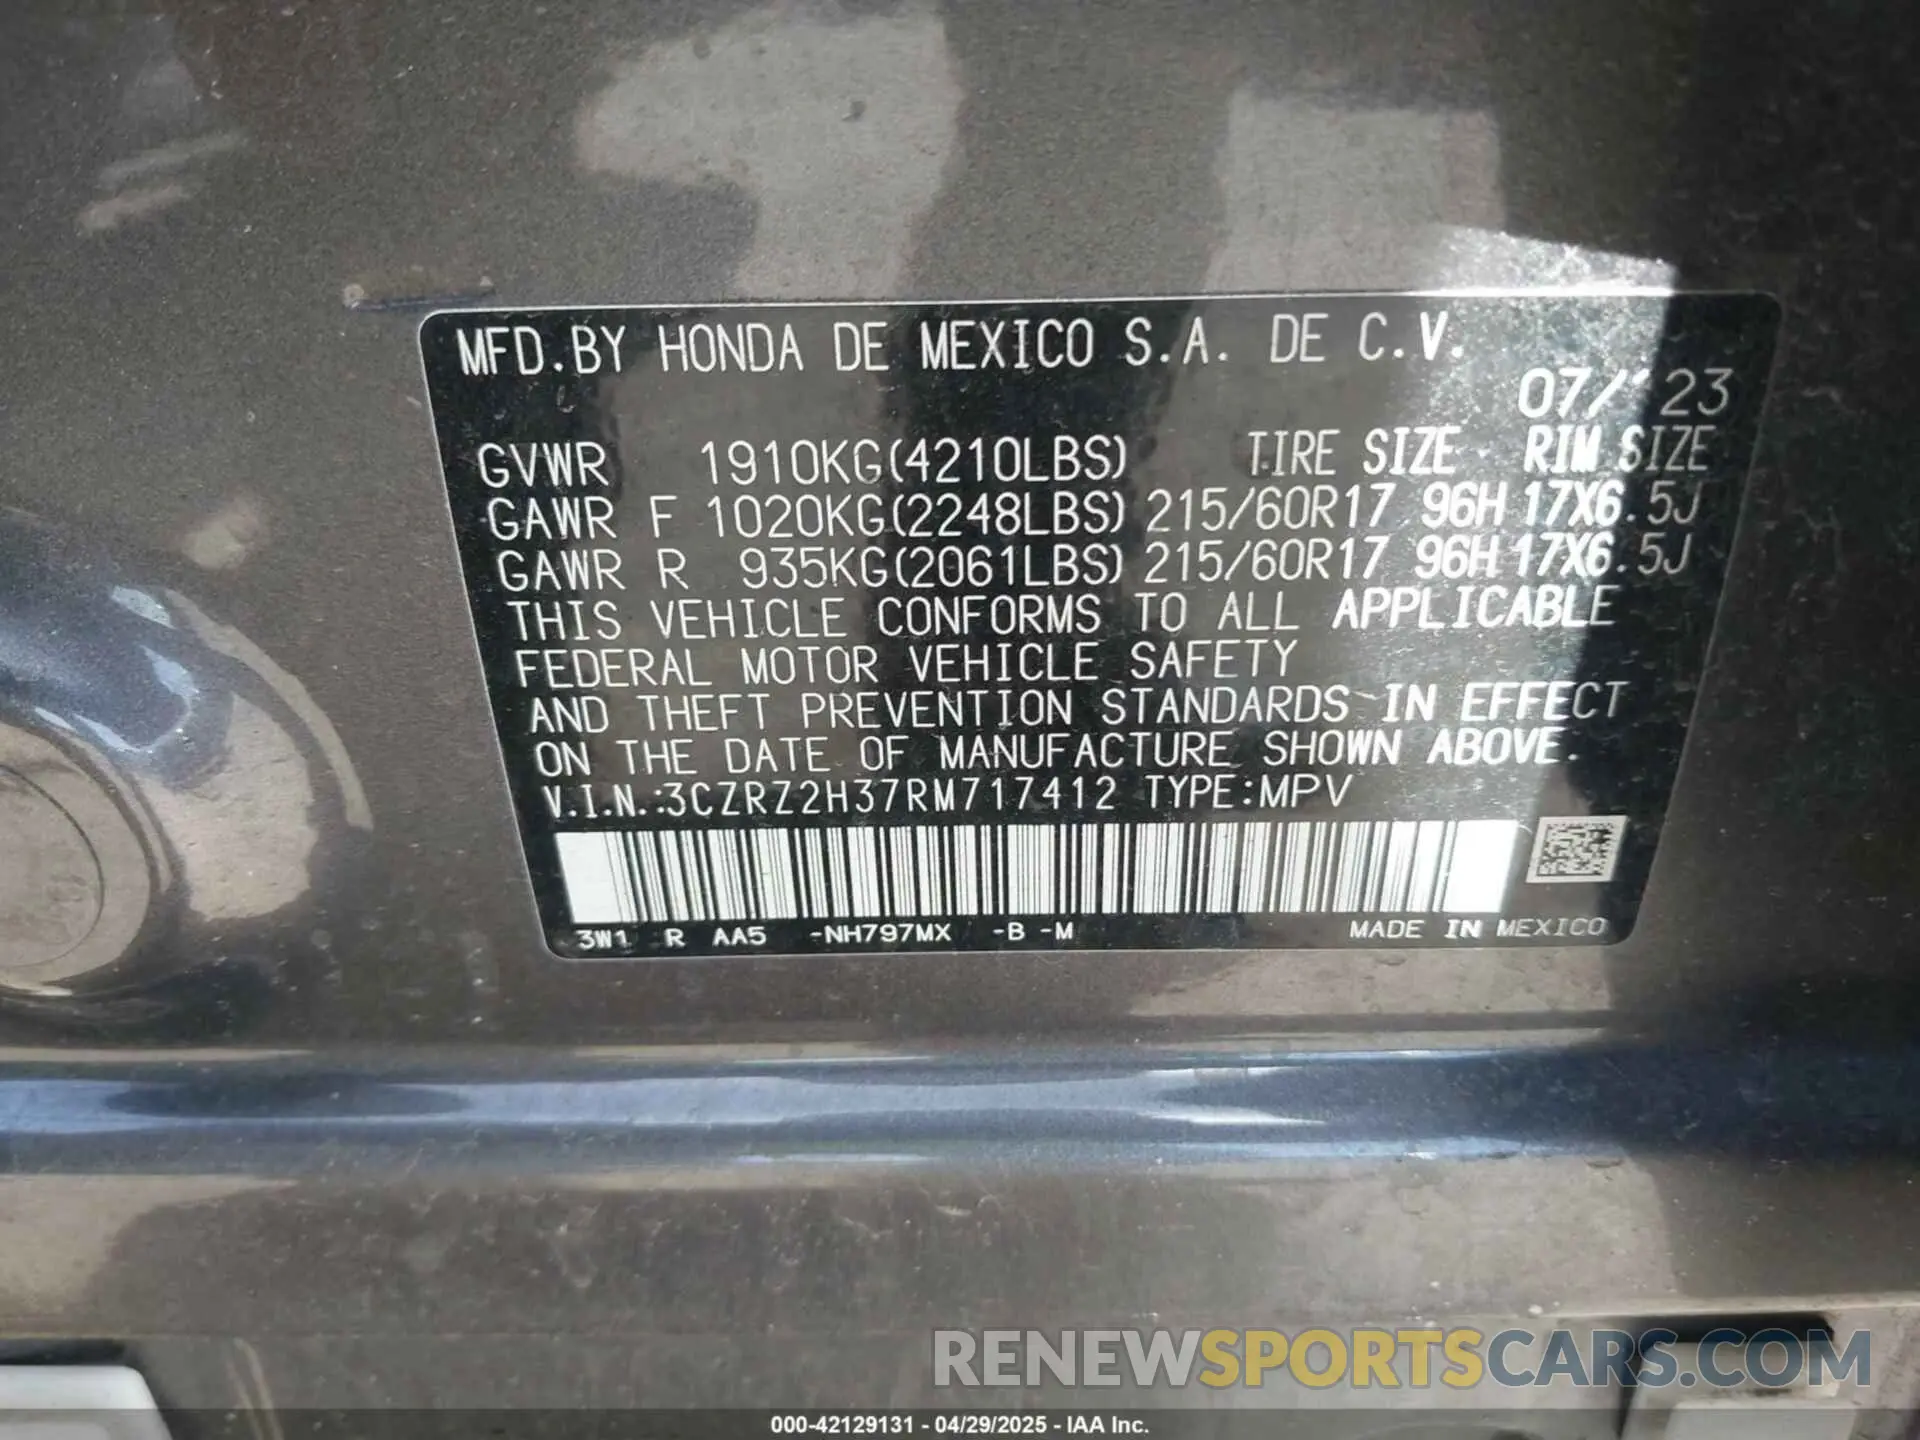 MFD.BY HONDA DE MEXICO S.A. DE C.V.
07/'23
GVWR 1910KG(4210LBS) TIRE SIZE RIM SIZE
GAWR F 1020KG(2248LBS) 215/60R17 96H 17X6.5J
GAWR R 935KG(2061LBS) 215/60R17 96H 17X6.5J
THIS VEHICLE CONFORMS TO ALL APPLICABLE
FEDERAL MOTOR VEHICLE SAFETY
AND THEFT PREVENTION STANDARDS IN EFFECT
ON THE DATE OF MANUFACTURE SHOWN ABOVE.
V.I.N.:3CZRZ2H37RM717412 TYPE:MPV
3W1 R AA5 -NH797MX -B -M MADE IN MEXICO
RENEWSPORTSCARS.COM
000-42129131 - 04/29/2025 - IAA Inc.